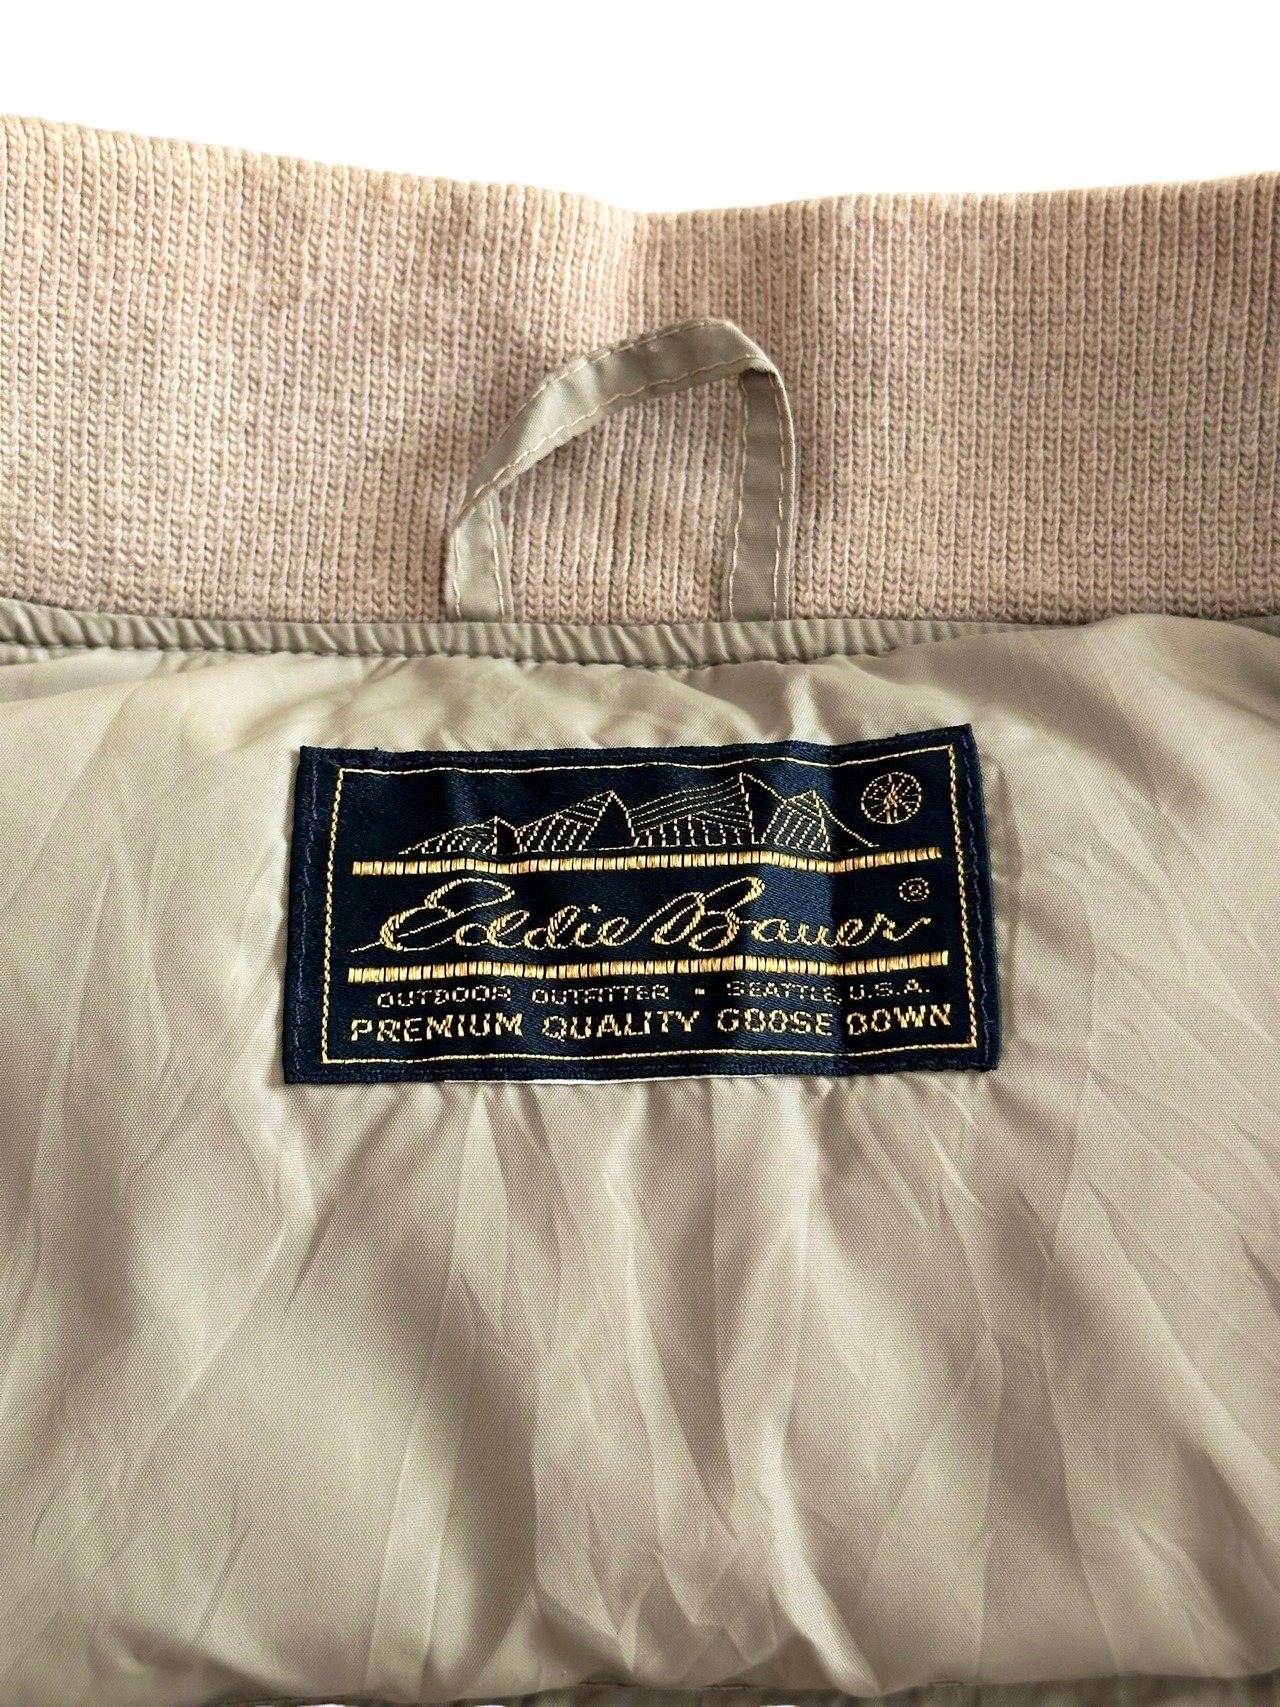 Eddie Bauer ®
OUTDOOR OUTFITTER - SEATTLE, U.S.A.
PREMIUM QUALITY GOOSE DOWN